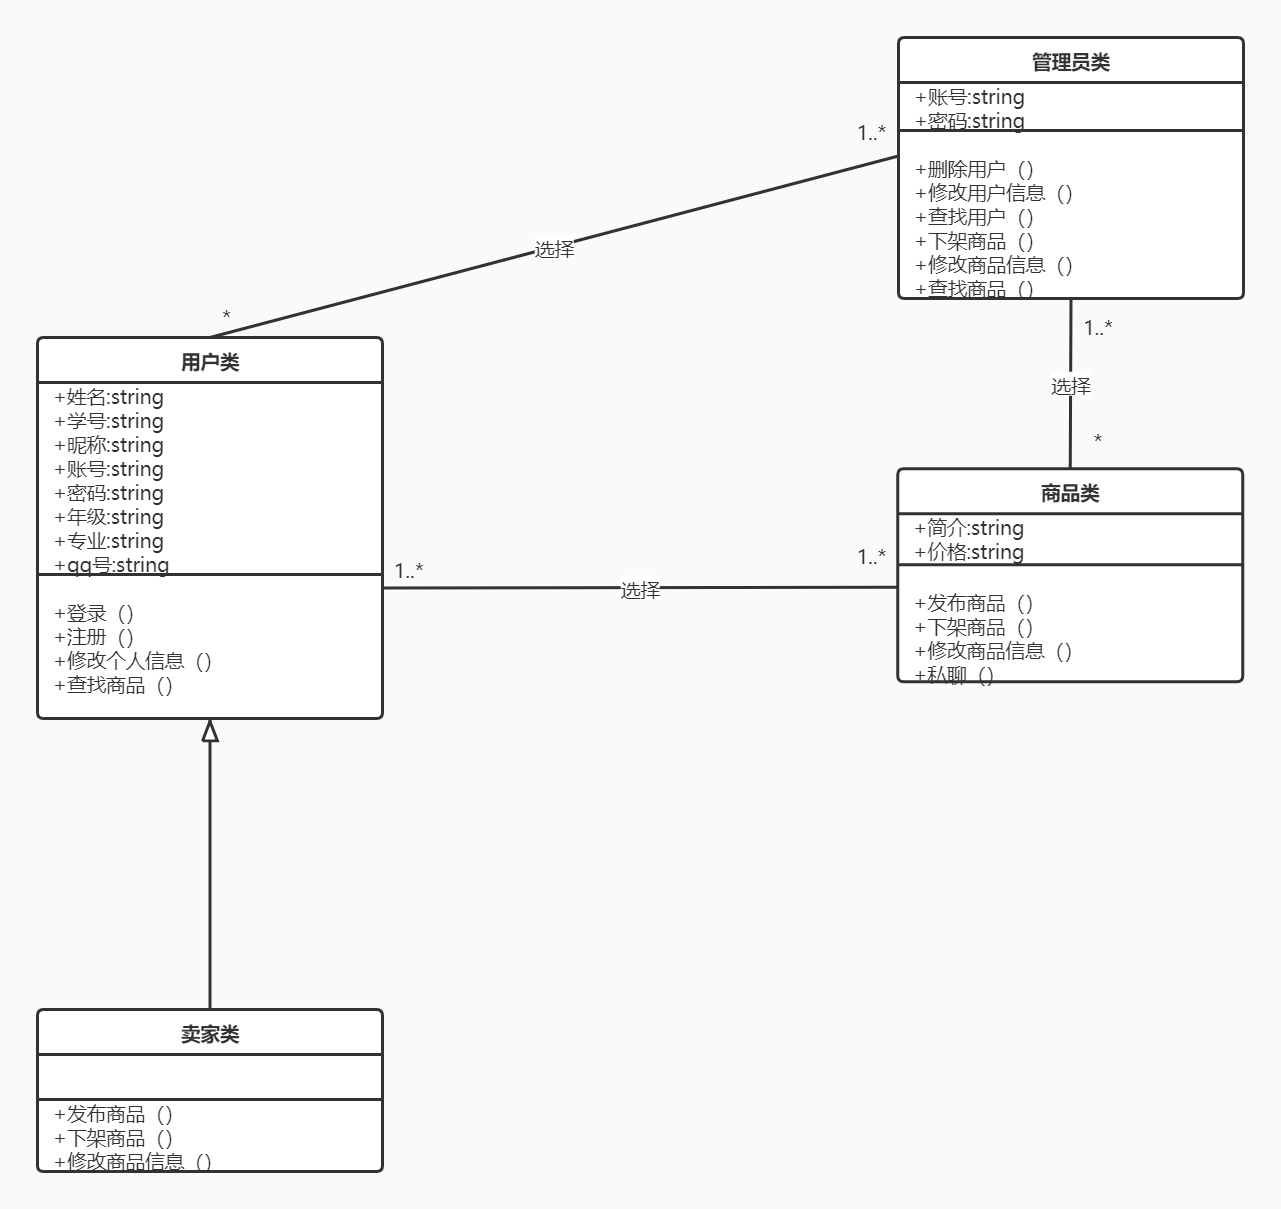 管理员类
+账号:string
+密码:string
1..*
+删除用户（）
+修改用户信息（）
+查找用户（）
+下架商品（）
+修改商品信息（）
+查找商品（）
选择
*
1..*
选择
*
用户类
+姓名:string
+学号:string
+昵称:string
+账号:string
+密码:string
+年级:string
+专业:string
+qq号:string
+登录（）
+注册（）
+修改个人信息（）
+查找商品（）
1..*
选择
1..*
商品类
+简介:string
+价格:string
+发布商品（）
+下架商品（）
+修改商品信息（）
+私聊（）
卖家类
+发布商品（）
+下架商品（）
+修改商品信息（）